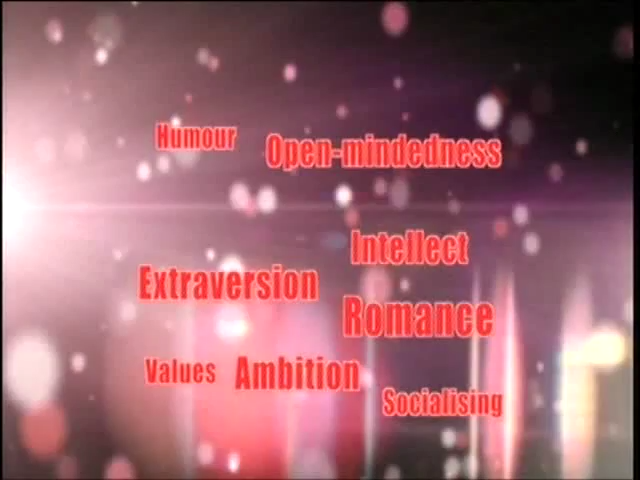 Humour
Open-mindedness
Intellect
Extraversion
Romance
Values
Ambition
Socialising